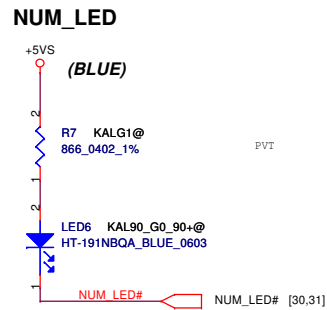 NUM_LED
+5VS
(BLUE)
2
R7 KALG1@
866_0402_1%
PVT
1
2
LED6 KAL90_G0_90+@
HT-191NBQA_BLUE_0603
1
NUM_LED#
NUM_LED# [30,31]